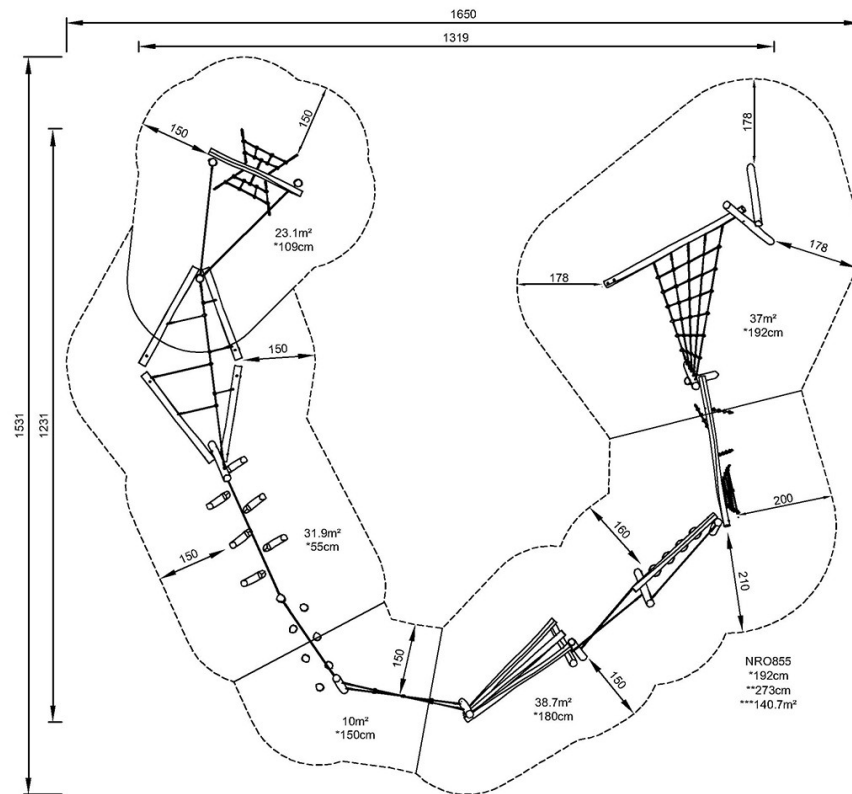 1650
1319
150
150
178
23.1m²
*109cm
178
178
37m²
*192cm
150
1531
1231
200
31.9m²
*55cm
160
150
210
150
NRO855
*192cm
**273cm
***140.7m²
150
38.7m²
*180cm
10m²
*150cm